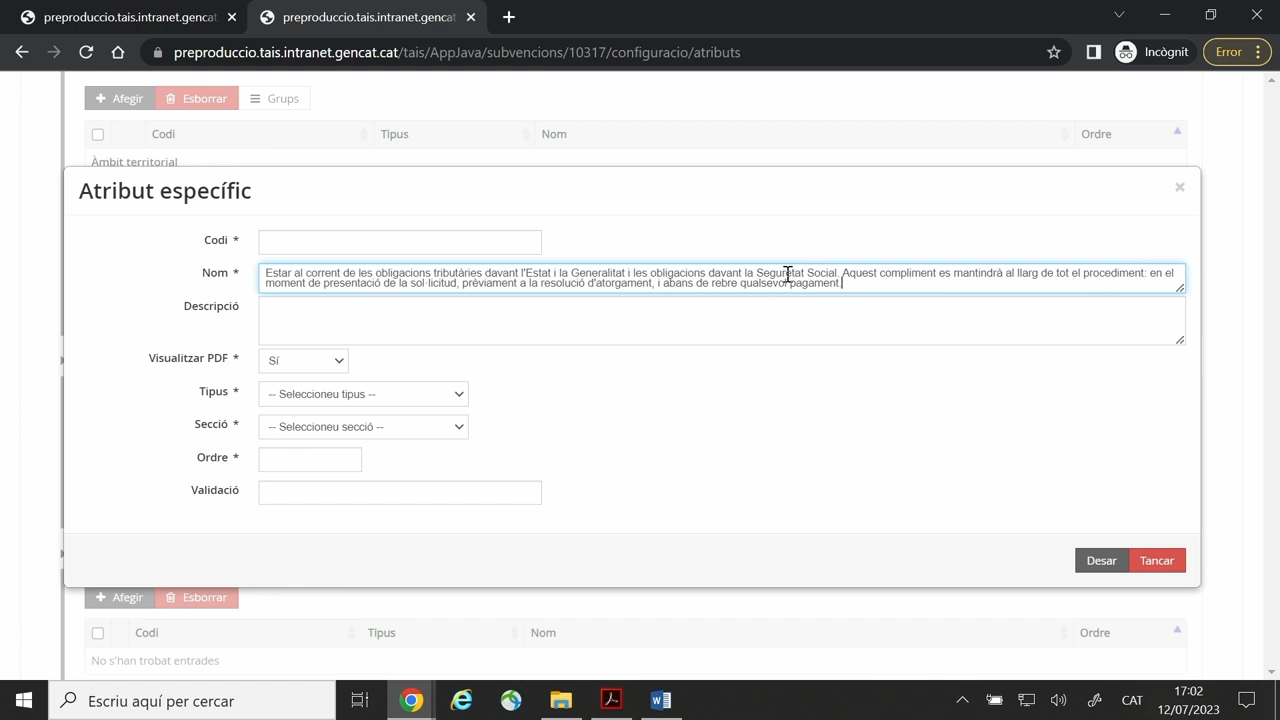 preproduccio.tais.intranet.gencat
preproduccio.tais.intranet.gencat
preproduccio.tais.intranet.gencat.cat/tais/AppJava/subvencions/10317/configuracio/atributs
Incògnit
Error
Afegir
Esborrar
Grups
Codi
Tipus
Nom
Ordre
Àmbit territorial
Atribut específic
Codi *
Nom *
Estar al corrent de les obligacions tributàries davant l'Estat i la Generalitat i les obligacions davant la Seguretat Social. Aquest compliment es mantindrà al llarg de tot el procediment: en el
moment de presentació de la sol·licitud, prèviament a la resolució d'atorgament, i abans de rebre qualsevol pagament.
Descripció
Visualitzar PDF *
Sí
Tipus *
-- Seleccioneu tipus --
Secció *
-- Seleccioneu secció --
Ordre *
Validació
Desar
Tancar
Afegir
Esborrar
Codi
Tipus
Nom
Ordre
No s'han trobat entrades
Escriu aquí per cercar
CAT
17:02
12/07/2023